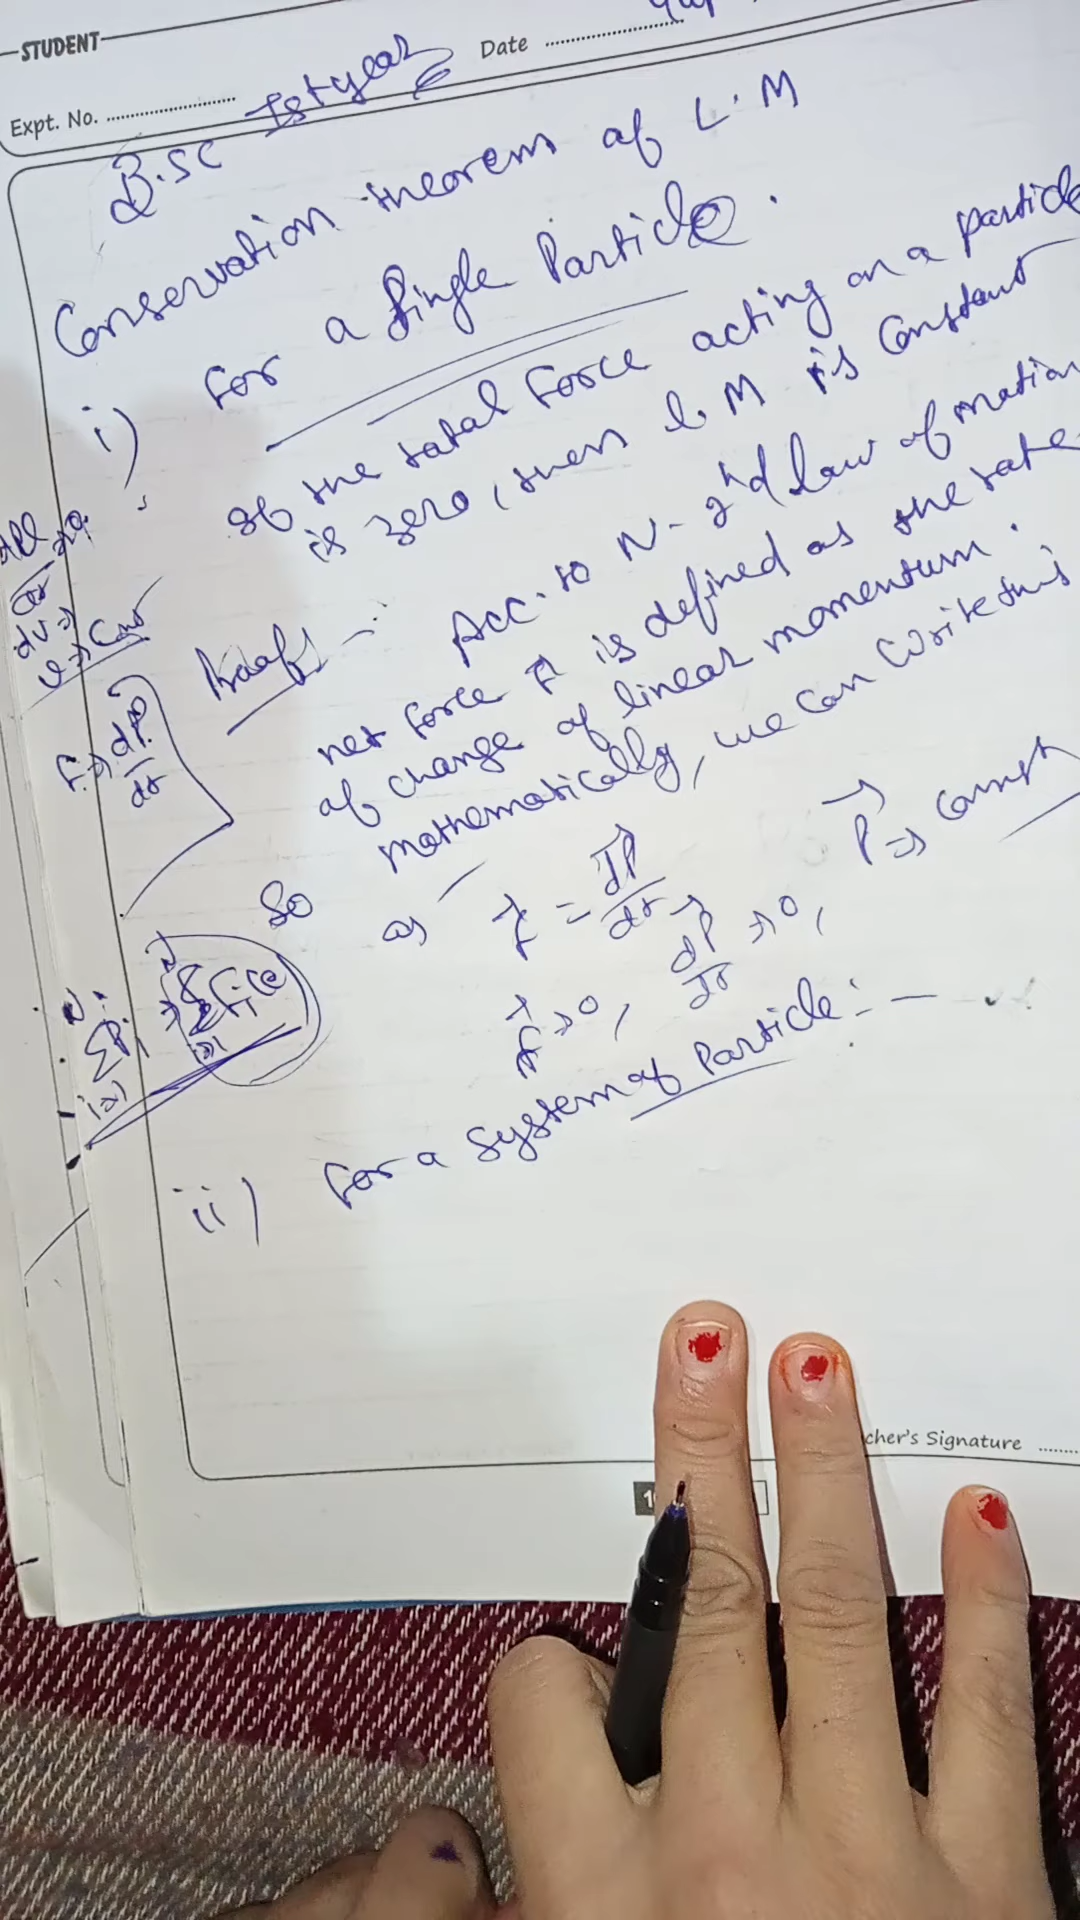 STUDENT
Date
Expt. No.
B.SC Ist year
Conservation theorem of L.M
i) For a Single Particle.
If the total Force acting on a particle
is zero, then L.M is constant
Proof:- Acc. to N-2nd law of motion
net force F is defined as the rate
of change of linear momentum.
mathematically, we can write this
So as F = dP/dt
P ⇒ const
F ⇒ 0, dP/dt ⇒ 0,
ii) For a System of Particle:-
dv ⇒
v ⇒ Const
F ⇒ dP/dt
cher's Signature